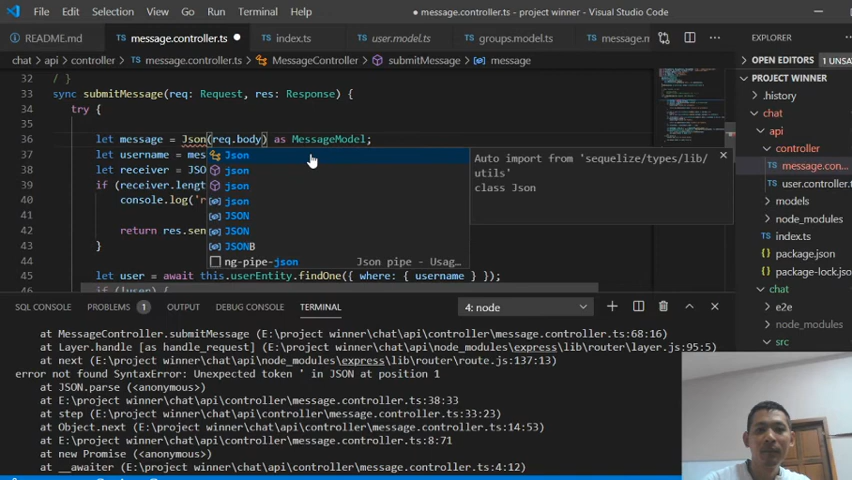 File Edit Selection View Go Run Terminal Help message.controller.ts - project winner - Visual Studio Code
README.md message.controller.ts index.ts user.model.ts groups.model.ts message.m
chat > api > controller > message.controller.ts > MessageController > submitMessage > message
32 / }
33 sync submitMessage(req: Request, res: Response) {
34 try {
35
36 let message = Json(req.body) as MessageModel;
37 let username = mes
38 let receiver = JSO
39 if (receiver.lengt
40 console.log('r
41
42 return res.sen
43 }
44
45 let user = await this.userEntity.findOne({ where: { username } });
46 if (!user) {
Json
json
json
json
JSON
JSON
JSONB
ng-pipe-json Json pipe - Usag...
Auto import from 'sequelize/types/lib/
utils'
class Json
EXPLORER
OPEN EDITORS 1 UNSA
PROJECT WINNER
.history
chat
api
controller
TS message.con...
TS user.controller.t
models
node_modules
TS index.ts
package.json
package-lock.js
chat
e2e
node_modules
src
SQL CONSOLE PROBLEMS 1 OUTPUT DEBUG CONSOLE TERMINAL 4: node
at MessageController.submitMessage (E:\project winner\chat\api\controller\message.controller.ts:68:16)
at Layer.handle [as handle_request] (E:\project winner\chat\api\node_modules\express\lib\router\layer.js:95:5)
at next (E:\project winner\chat\api\node_modules\express\lib\router\route.js:137:13)
error not found SyntaxError: Unexpected token ' in JSON at position 1
at JSON.parse (<anonymous>)
at E:\project winner\chat\api\controller\message.controller.ts:38:33
at step (E:\project winner\chat\api\controller\message.controller.ts:33:23)
at Object.next (E:\project winner\chat\api\controller\message.controller.ts:14:53)
at E:\project winner\chat\api\controller\message.controller.ts:8:71
at new Promise (<anonymous>)
at __awaiter (E:\project winner\chat\api\controller\message.controller.ts:4:12)